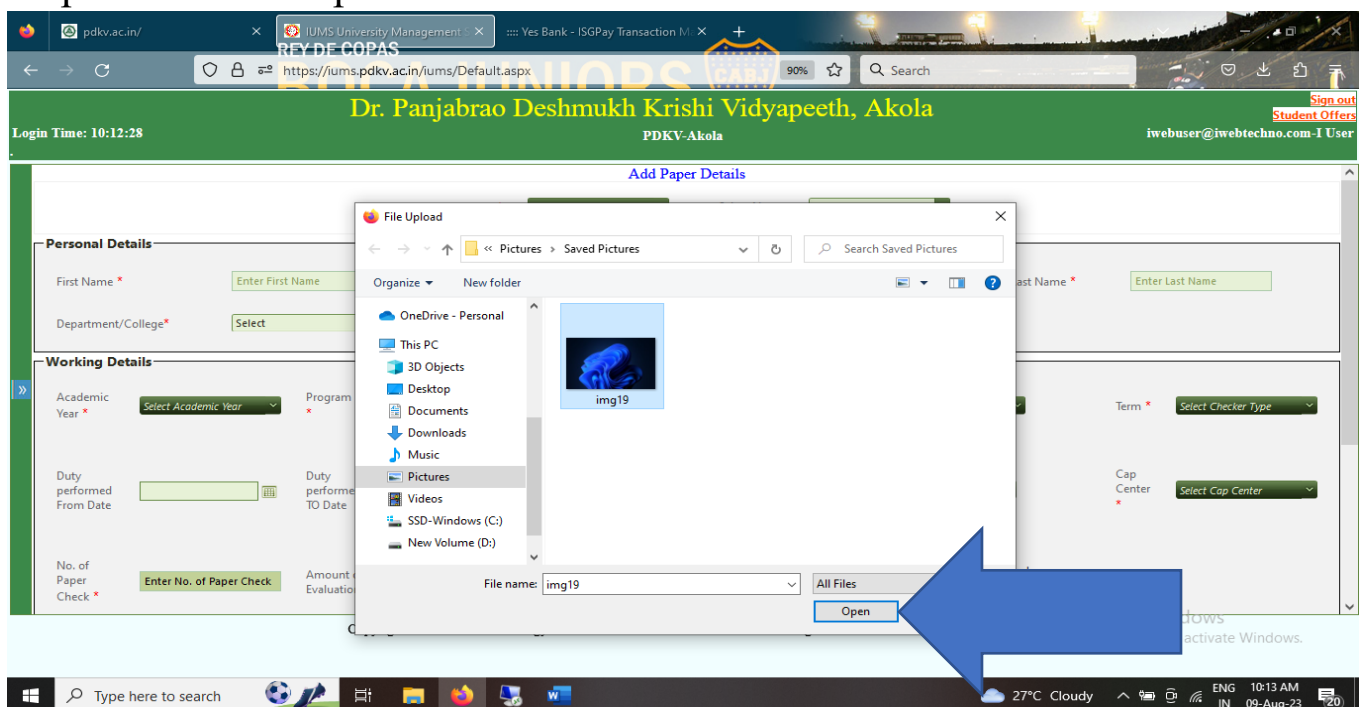 pdkv.ac.in/
IUMS University Management S
:::: Yes Bank - ISGPay Transaction M
REY DE COPAS
BOCA JUNIORS
CABJ
https://iums.pdkv.ac.in/iums/Default.aspx
90%
Search
Dr. Panjabrao Deshmukh Krishi Vidyapeeth, Akola
Sign out
Student Offers
Login Time: 10:12:28
PDKV-Akola
iwebuser@iwebtechno.com-I User
Add Paper Details
File Upload
« Pictures > Saved Pictures
Search Saved Pictures
Organize
New folder
OneDrive - Personal
This PC
3D Objects
Desktop
Documents
Downloads
Music
Pictures
Videos
SSD-Windows (C:)
New Volume (D:)
img19
File name: img19
All Files
Open
Personal Details
First Name *
Enter First Name
ast Name *
Enter Last Name
Department/College*
Select
Working Details
Academic Year *
Select Academic Year
Program *
Term *
Select Checker Type
Duty performed From Date
Duty performe TO Date
Cap Center *
Select Cap Center
No. of Paper Check *
Enter No. of Paper Check
Amount
Evaluatio
dows
activate Windows.
Type here to search
27°C Cloudy
ENG
IN
10:13 AM
09-Aug-23
20